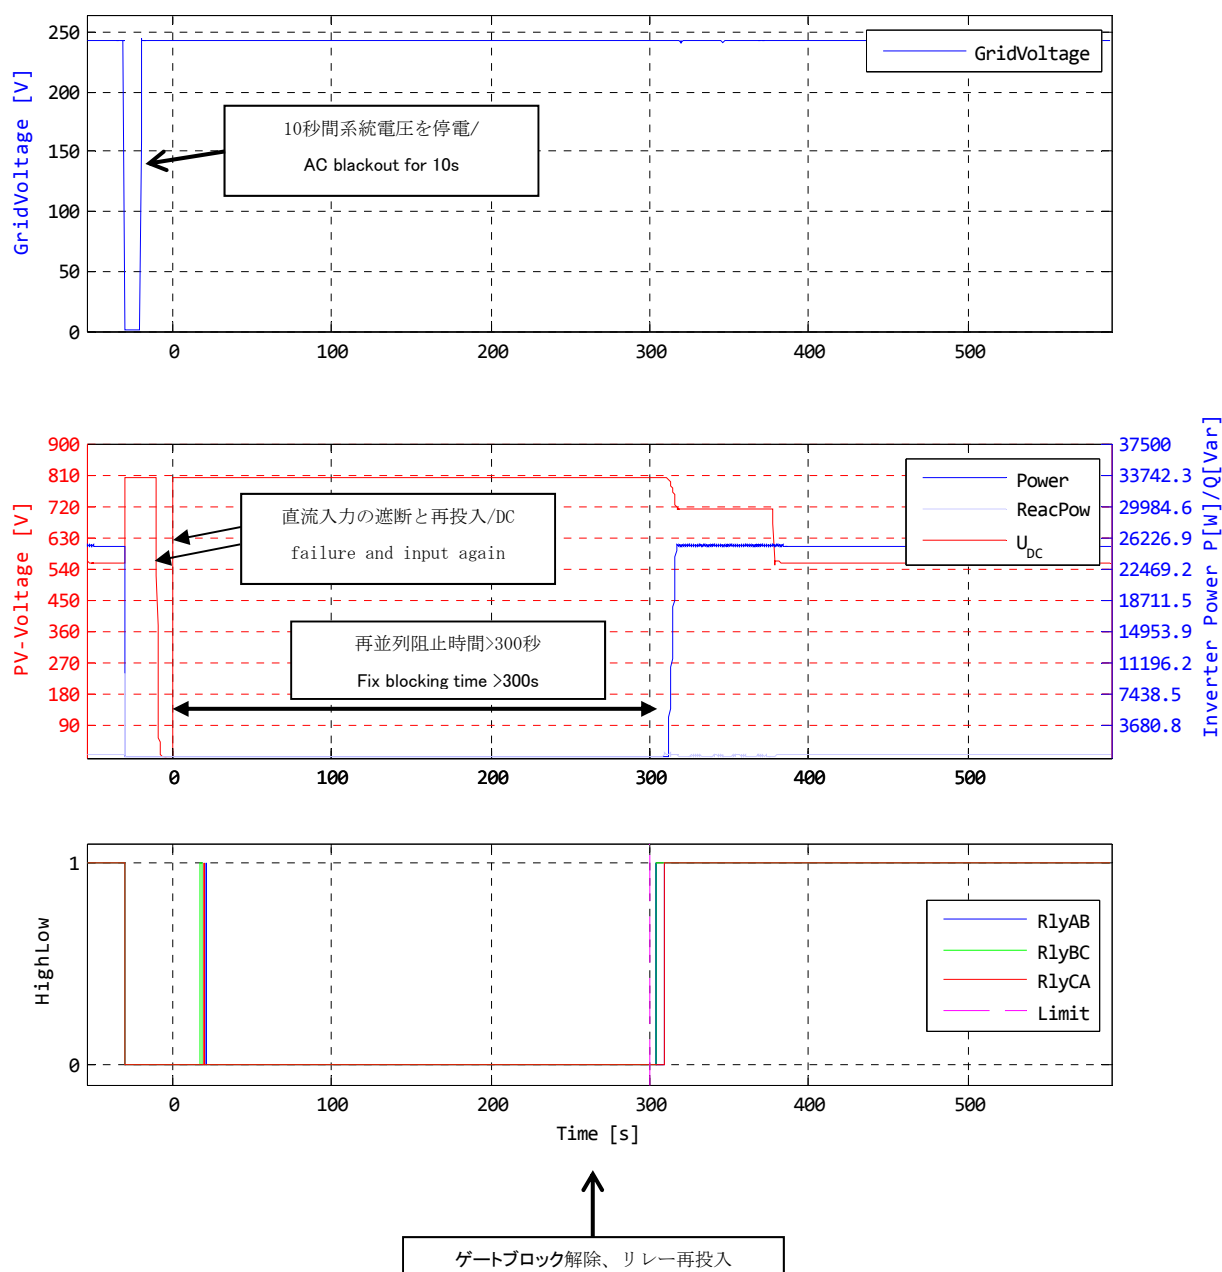 250
200
150
100
50
0
GridVoltage [V]
GridVoltage
10秒間系統電圧を停電/
AC blackout for 10s
0 100 200 300 400 500
900
810
720
630
540
450
360
270
180
90
PV-Voltage [V]
37500
33742.3
29984.6
26226.9
22469.2
18711.5
14953.9
11196.2
7438.5
3680.8
Inverter Power P[W]/Q[Var]
Power
ReacPow
U_DC
直流入力の遮断と再投入/DC
failure and input again
再並列阻止時間>300秒
Fix blocking time >300s
0 100 200 300 400 500
1
0
HighLow
RlyAB
RlyBC
RlyCA
Limit
0 100 200 300 400 500
Time [s]
ゲートブロック解除、リレー再投入